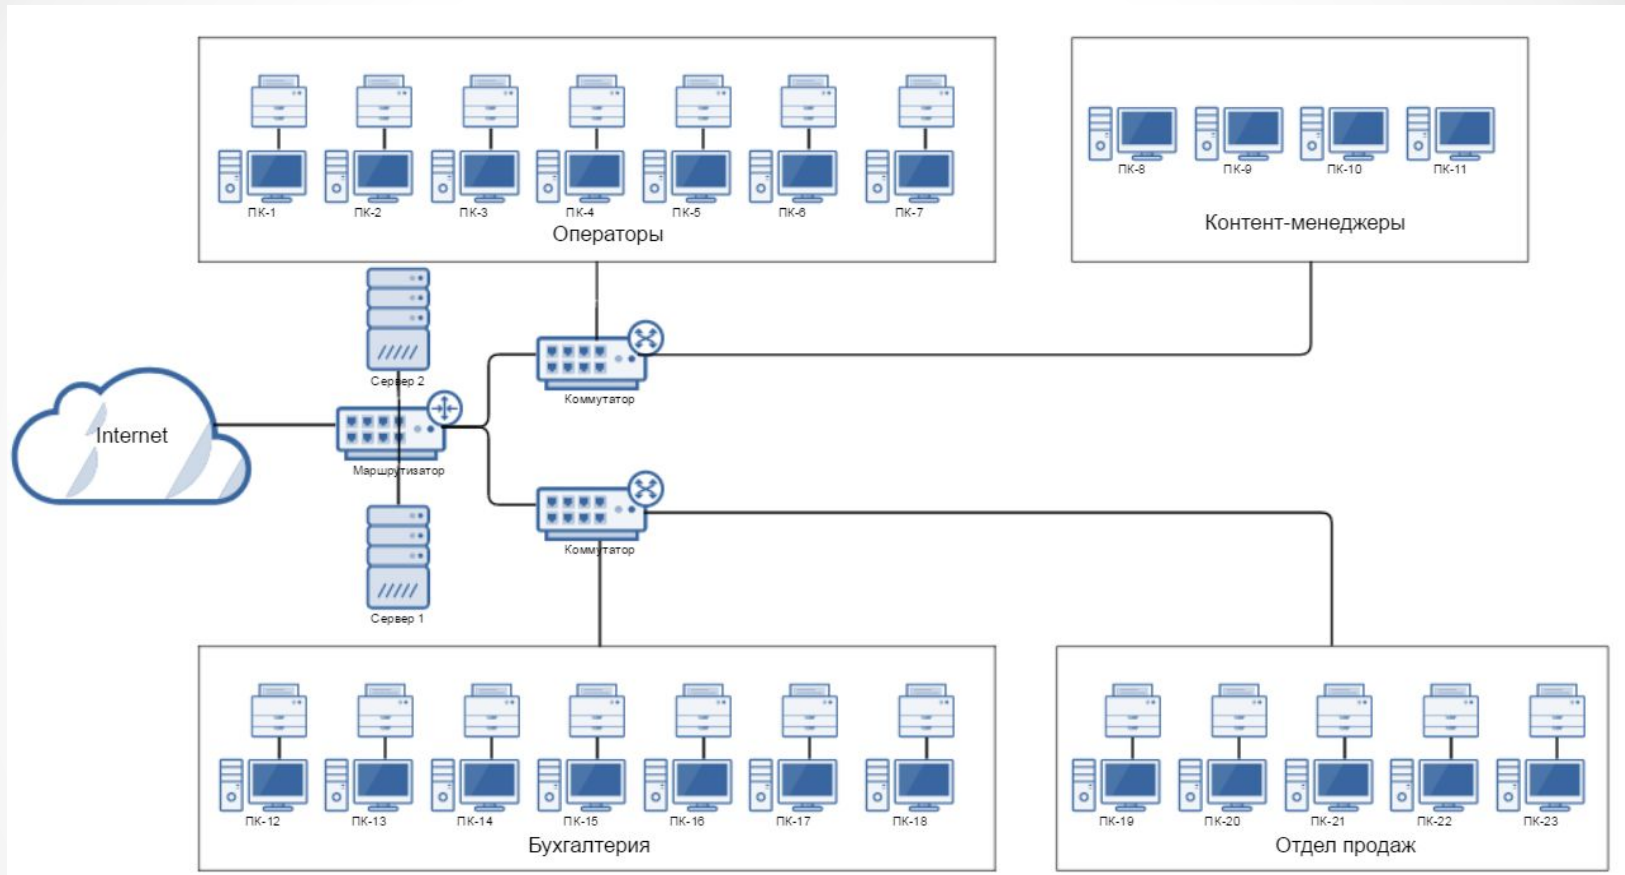 ПК-1
ПК-2
ПК-3
ПК-4
ПК-5
ПК-6
ПК-7
Операторы
ПК-8
ПК-9
ПК-10
ПК-11
Контент-менеджеры
Сервер 2
Коммутатор
Internet
Маршрутизатор
Коммутатор
Сервер 1
ПК-12
ПК-13
ПК-14
ПК-15
ПК-16
ПК-17
ПК-18
Бухгалтерия
ПК-19
ПК-20
ПК-21
ПК-22
ПК-23
Отдел продаж